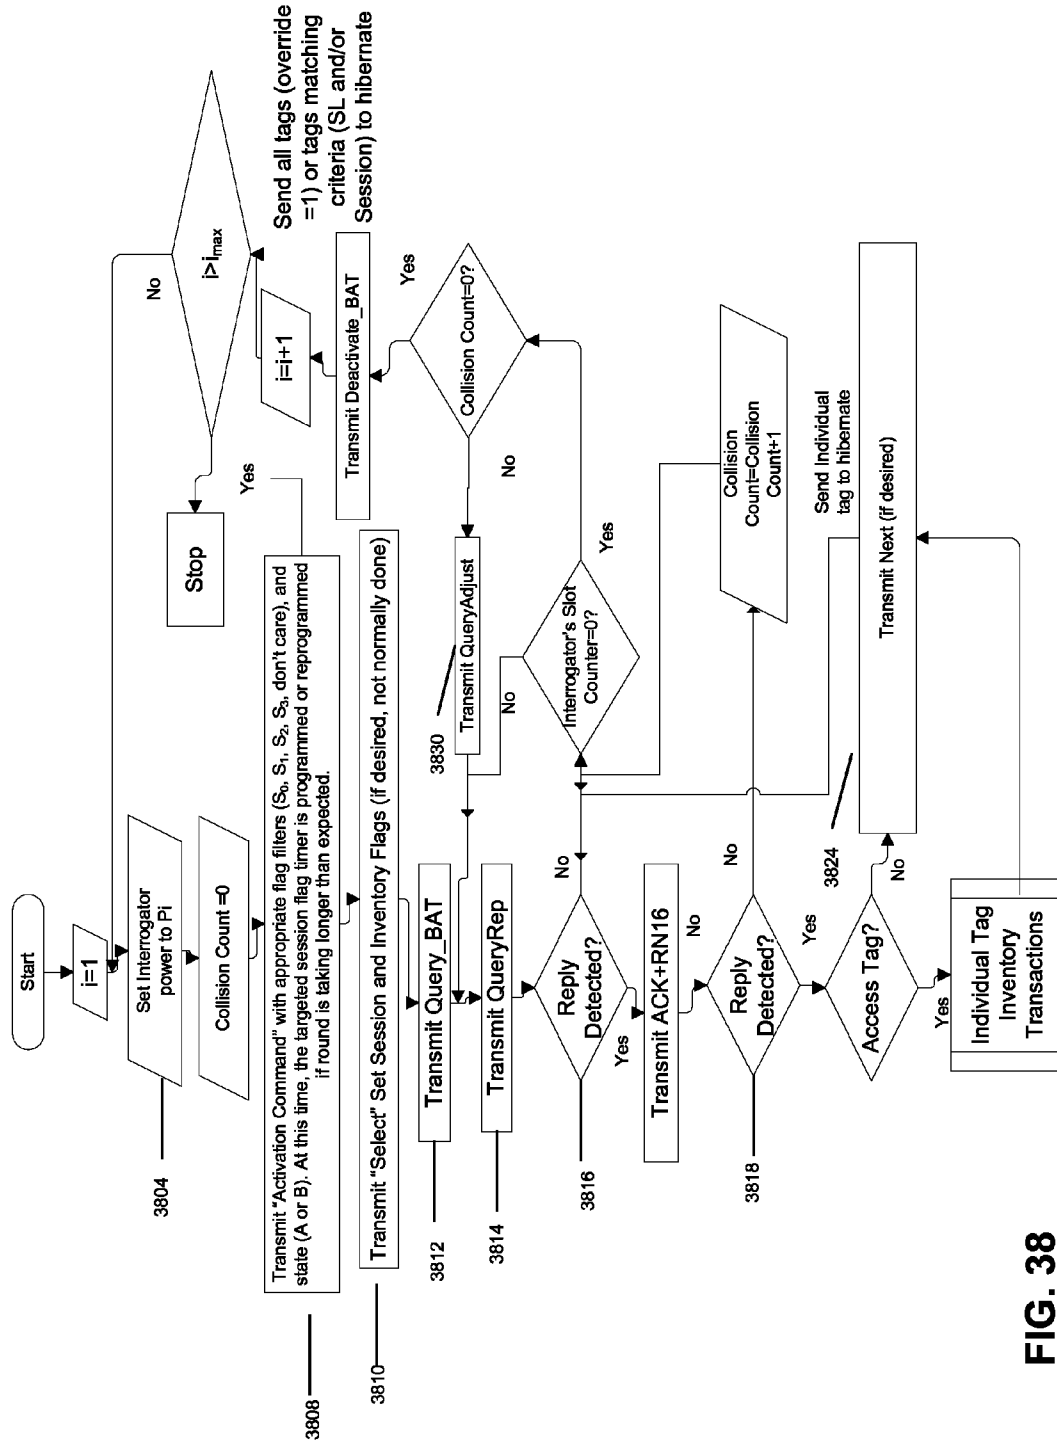 Start
i=1
Set Interrogator
power to Pi
3804
Collision Count =0
Transmit "Activation Command" with appropriate flag filters (S0, S1, S2, S3, don't care), and
state (A or B). At this time, the targeted session flag timer is programmed or reprogrammed
if round is taking longer than expected.
3808
Transmit "Select" Set Session and Inventory Flags (if desired, not normally done)
3810
Transmit Query_BAT
3812
Transmit QueryRep
3814
Reply
Detected?
3816
No
Yes
Transmit ACK+RN16
No
Reply
Detected?
3818
No
Yes
Access Tag?
No
Yes
Individual Tag
Inventory
Transactions
Transmit Next (if desired)
3824
Send Individual
tag to hibernate
Collision
Count=Collision
Count+1
Interrogator's Slot
Counter=0?
No
Yes
Transmit QueryAdjust
3830
Collision Count=0?
No
Yes
Transmit Deactivate_BAT
Send all tags (override
=1) or tags matching
criteria (SL and/or
Session) to hibernate
i=i+1
i>imax
No
Yes
Stop
FIG. 38